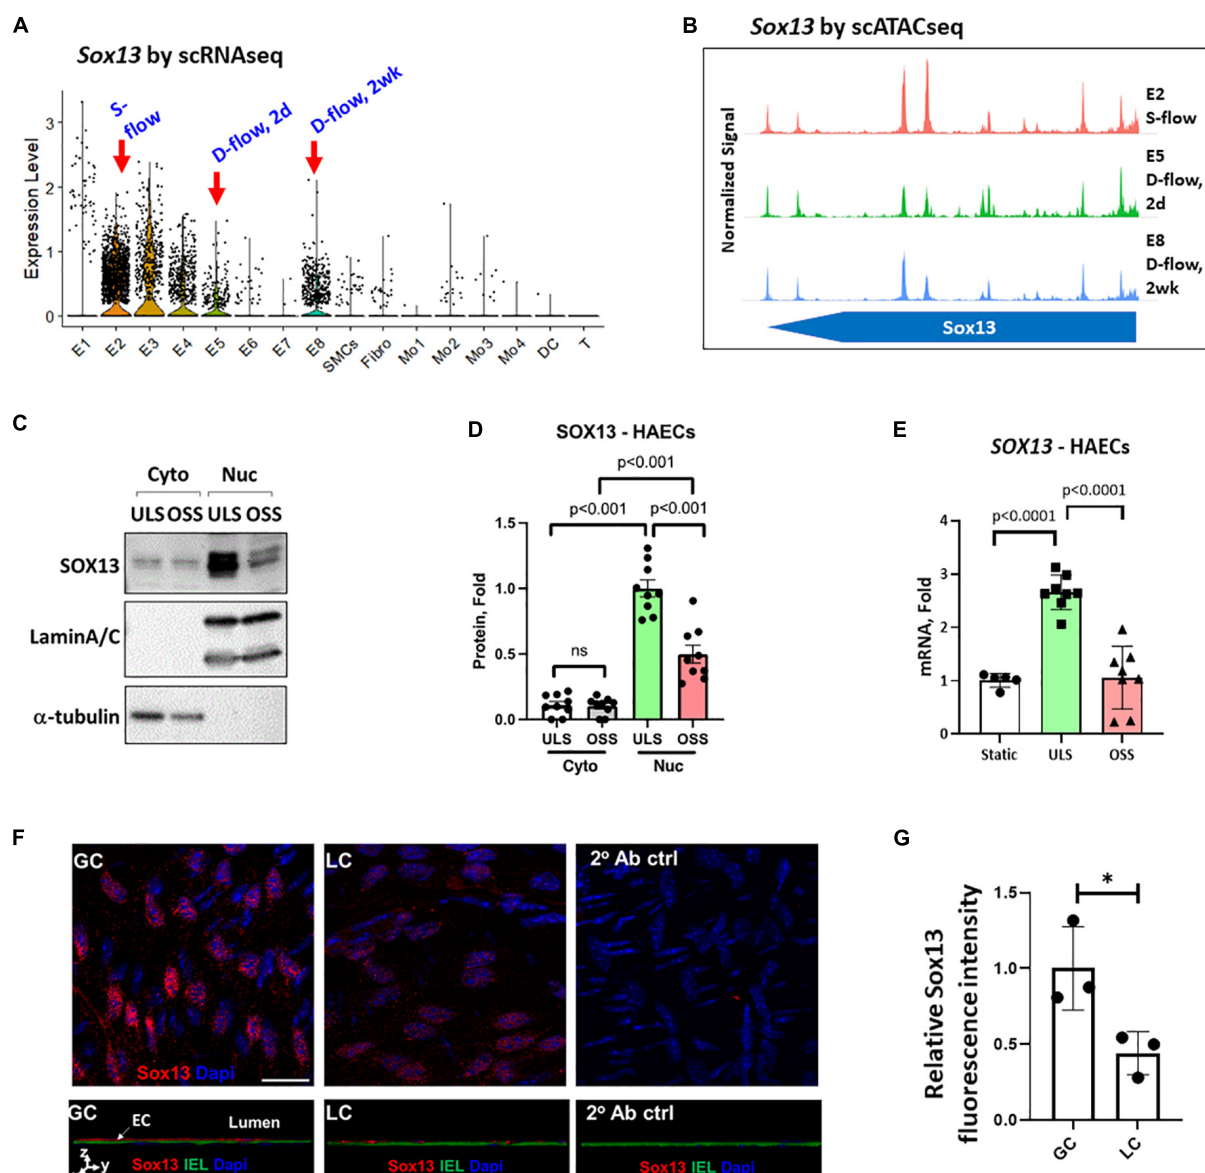 A
Sox13 by scRNAseq
S-
flow
D-flow, 2d
D-flow, 2wk
Expression Level
3
2
1
0
E1 E2 E3 E4 E5 E6 E7 E8 SMCs Fibro Mo1 Mo2 Mo3 Mo4 DC T
B
Sox13 by scATACseq
Normalized Signal
E2
S-flow
E5
D-flow,
2d
E8
D-flow,
2wk
Sox13
C
Cyto Nuc
ULS OSS ULS OSS
SOX13
LaminA/C
α-tubulin
D
SOX13 - HAECs
p<0.001
p<0.001 p<0.001
ns
Protein, Fold
1.5
1.0
0.5
0.0
ULS OSS ULS OSS
Cyto Nuc
E
SOX13 - HAECs
p<0.0001
p<0.0001
mRNA, Fold
4
3
2
1
0
Static ULS OSS
F
GC LC 2° Ab ctrl
Sox13 Dapi
GC EC Lumen
z
y
Sox13 IEL Dapi
LC
Sox13 IEL Dapi
2° Ab ctrl
Sox13 IEL Dapi
G
*
Relative Sox13
fluorescence intensity
1.5
1.0
0.5
0.0
GC LC